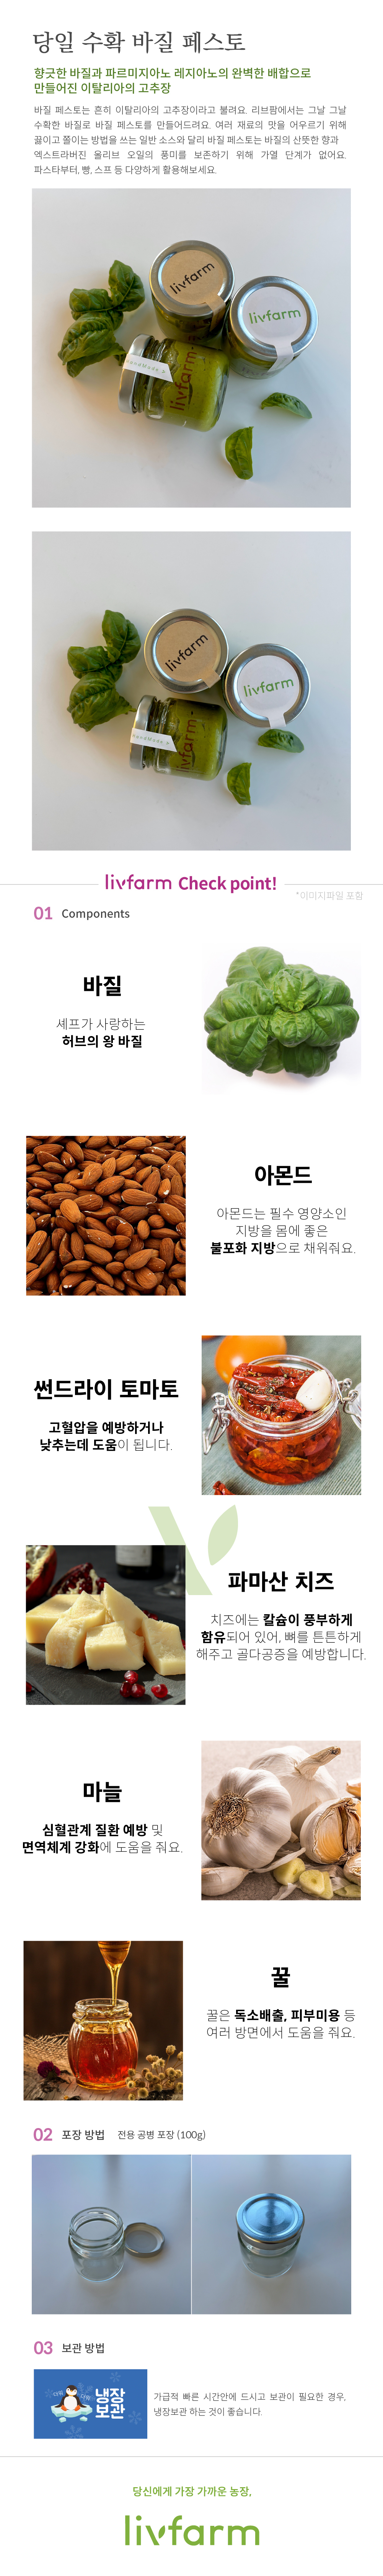 당일 수확 바질 페스토
향긋한 바질과 파르미지아노 레지아노의 완벽한 배합으로
만들어진 이탈리아의 고추장
바질 페스토는 흔히 이탈리아의 고추장이라고 불려요. 리브팜에서는 그날 그날
수확한 바질로 바질 페스토를 만들어드려요. 여러 재료의 맛을 어우르기 위해
끓이고 쫄이는 방법을 쓰는 일반 소스와 달리 바질 페스토는 바질의 산뜻한 향과
엑스트라버진 올리브 오일의 풍미를 보존하기 위해 가열 단계가 없어요.
파스타부터, 빵, 스프 등 다양하게 활용해보세요.
livfarm
livfarm
livfarm
livfarm
livfarm
livfarm
livfarm Check point!
*이미지파일 포함
01 Components
바질
셰프가 사랑하는
허브의 왕 바질
아몬드
아몬드는 필수 영양소인
지방을 몸에 좋은
불포화 지방으로 채워줘요.
썬드라이 토마토
고혈압을 예방하거나
낮추는데 도움이 됩니다.
파마산 치즈
치즈에는 칼슘이 풍부하게
함유되어 있어, 뼈를 튼튼하게
해주고 골다공증을 예방합니다.
마늘
심혈관계 질환 예방 및
면역체계 강화에 도움을 줘요.
꿀
꿀은 독소배출, 피부미용 등
여러 방면에서 도움을 줘요.
02 포장 방법 전용 공병 포장 (100g)
03 보관 방법
냉장
보관
가급적 빠른 시간안에 드시고 보관이 필요한 경우,
냉장보관 하는 것이 좋습니다.
당신에게 가장 가까운 농장,
livfarm